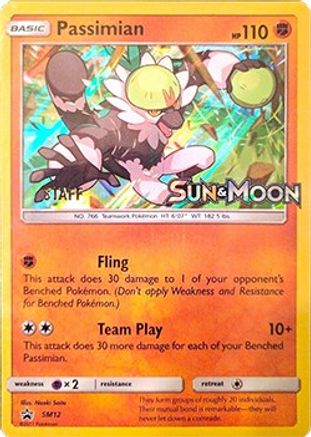 BASIC Passimian HP110
STAFF
SUN & MOON
NO. 766 Teamwork Pokémon HT: 6'07" WT: 182.5 lbs.
Fling
This attack does 30 damage to 1 of your opponent's
Benched Pokémon. (Don't apply Weakness and Resistance
for Benched Pokémon.)
Team Play 10+
This attack does 30 more damage for each of your Benched
Passimian.
weakness ×2 resistance retreat
Illus. Naoki Saito
SM12
©2017 Pokémon
They form groups of roughly 20 individuals.
Their mutual bond is remarkable—they will
never let down a comrade.